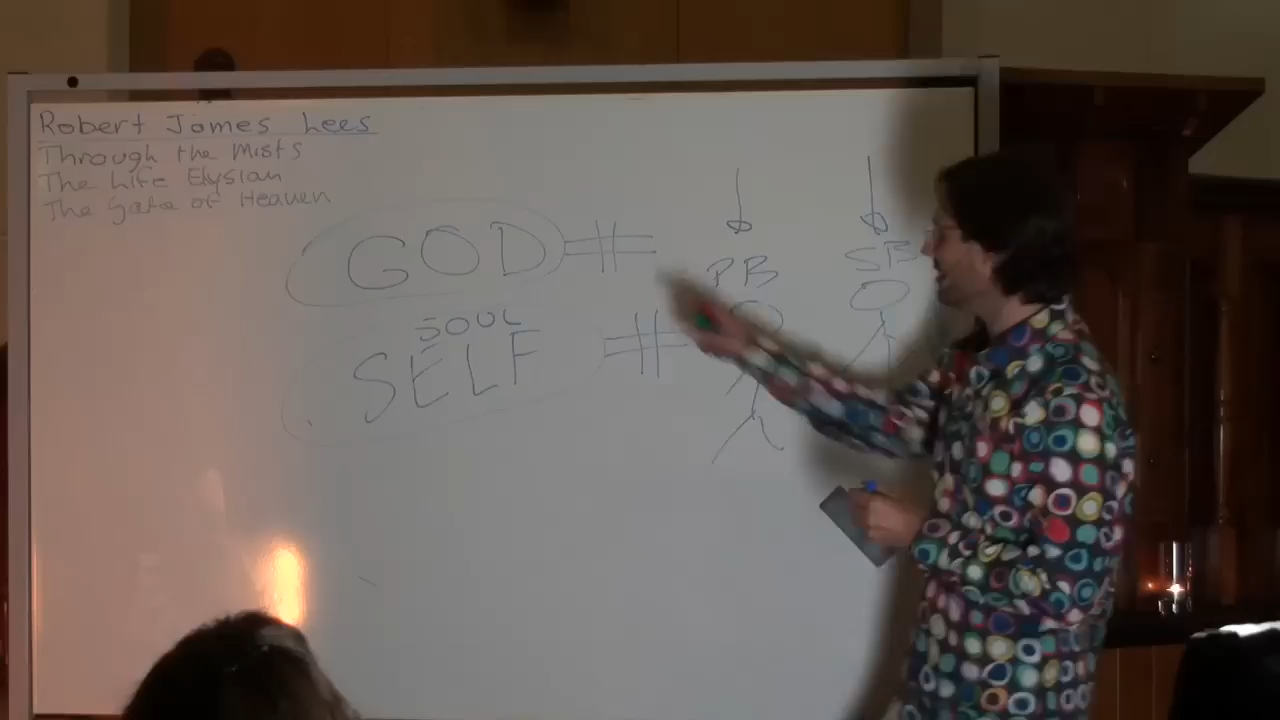 Robert James Lees
Through the Mists
The Life Elysian
The Gate of Heaven
GOD
PB
SB
SOUL
SELF